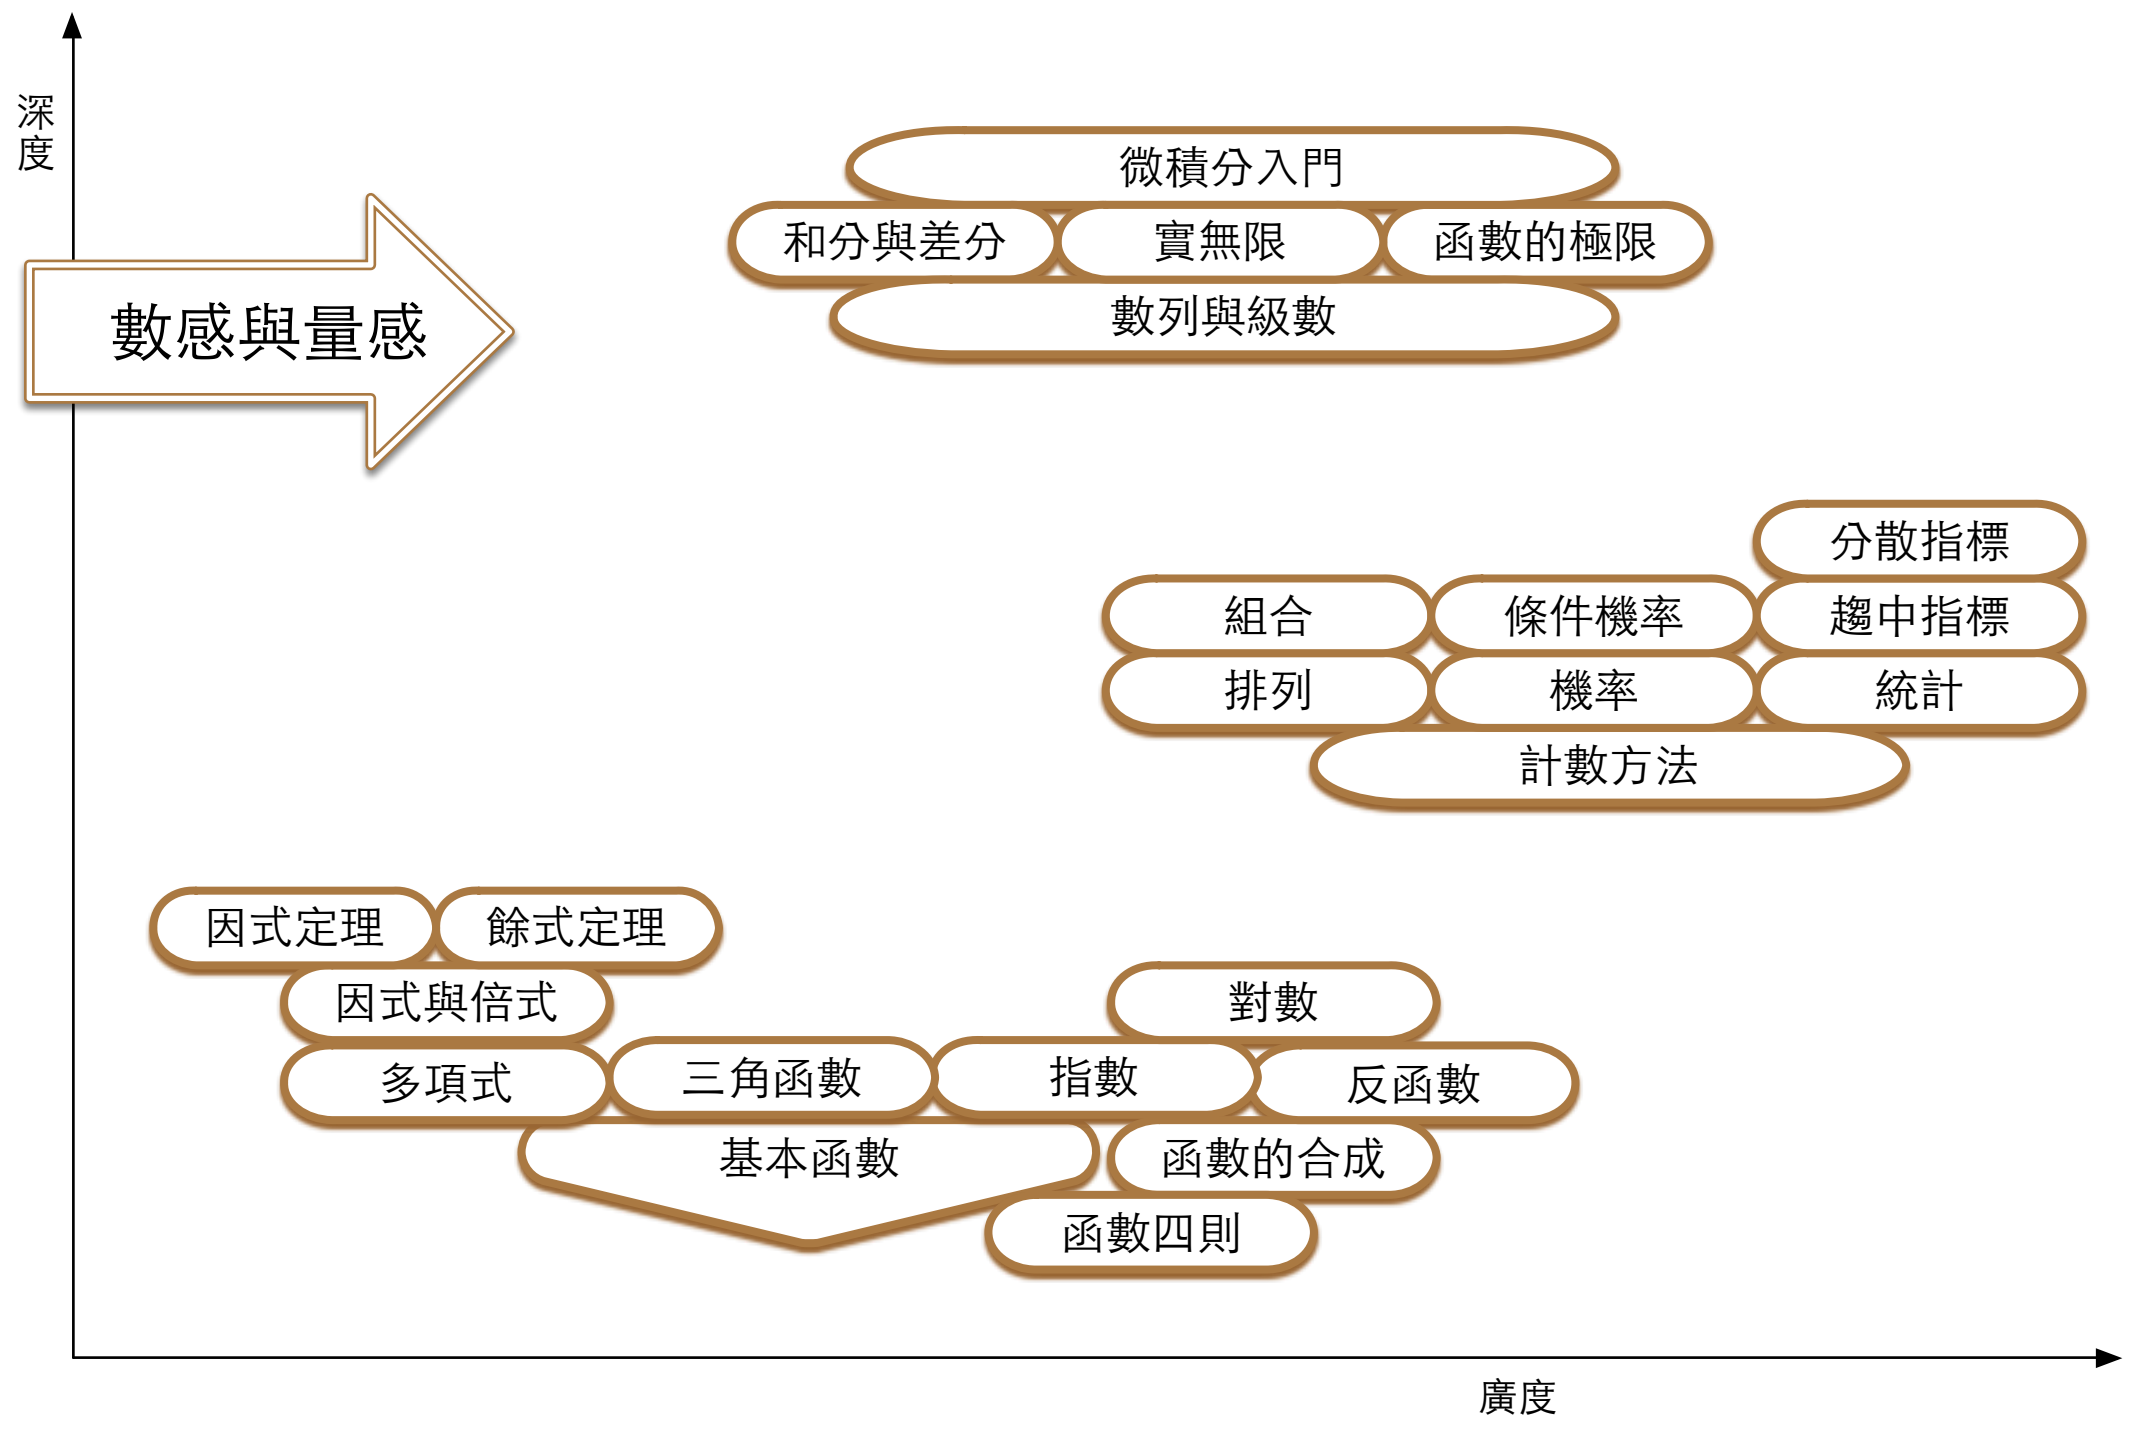 深度
微積分入門
和分與差分
實無限
函數的極限
數列與級數
數感與量感
分散指標
組合
條件機率
趨中指標
排列
機率
統計
計數方法
因式定理
餘式定理
因式與倍式
對數
多項式
三角函數
指數
反函數
基本函數
函數的合成
函數四則
廣度